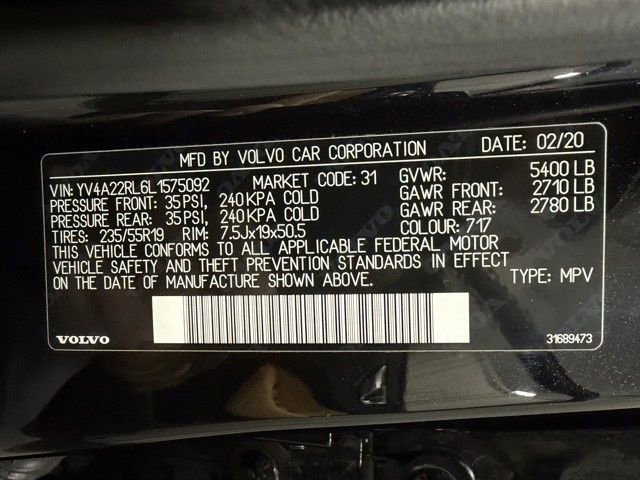 MFD BY VOLVO CAR CORPORATION DATE: 02/20
VIN: YV4A22RL6L1575092 MARKET CODE: 31 GVWR: 5400 LB
PRESSURE FRONT: 35 PSI, 240 KPA COLD GAWR FRONT: 2710 LB
PRESSURE REAR: 35 PSI, 240 KPA COLD GAWR REAR: 2780 LB
TIRES: 235/55R19 RIM: 7.5Jx19x50.5 COLOUR: 717
THIS VEHICLE CONFORMS TO ALL APPLICABLE FEDERAL MOTOR
VEHICLE SAFETY AND THEFT PREVENTION STANDARDS IN EFFECT
ON THE DATE OF MANUFACTURE SHOWN ABOVE. TYPE: MPV
VOLVO 31689473